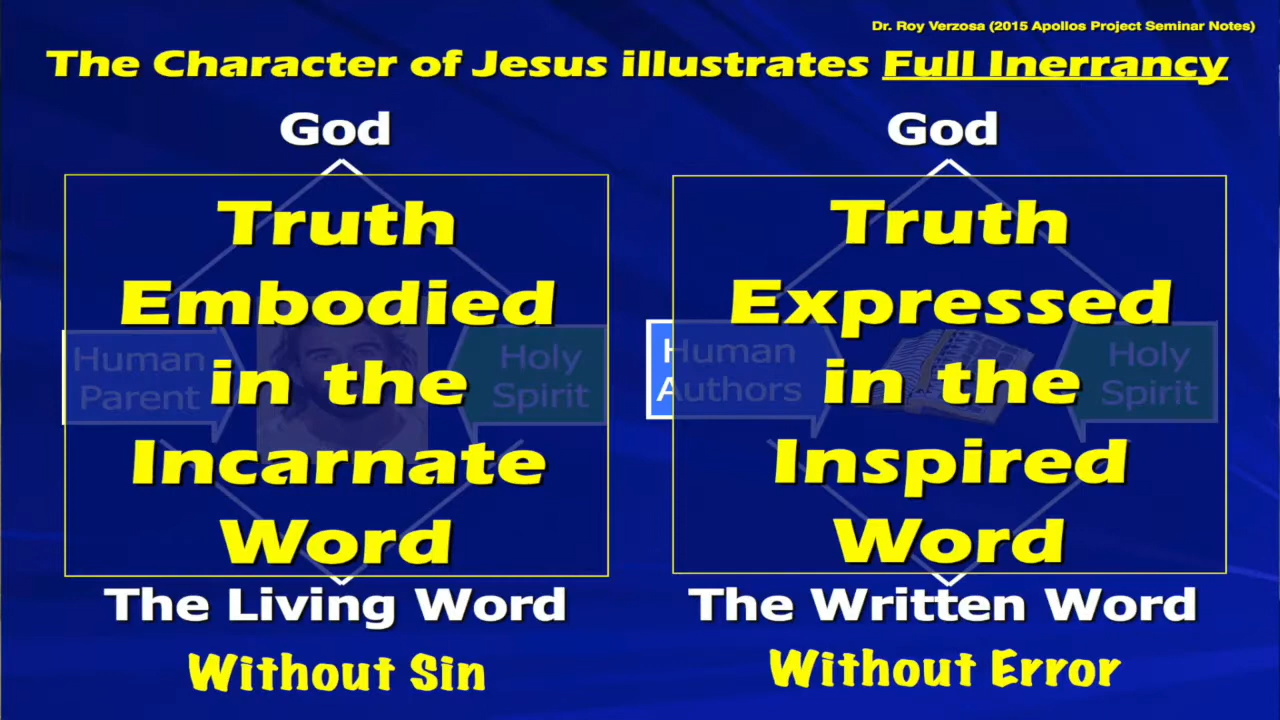 Dr. Roy Verzosa (2015 Apollos Project Seminar Notes)
The Character of Jesus illustrates Full Inerrancy
God
Truth
Embodied
in the
Incarnate
Word
Human
Parent
Holy
Spirit
The Living Word
Without Sin
God
Truth
Expressed
in the
Inspired
Word
Human
Authors
Holy
Spirit
The Written Word
Without Error